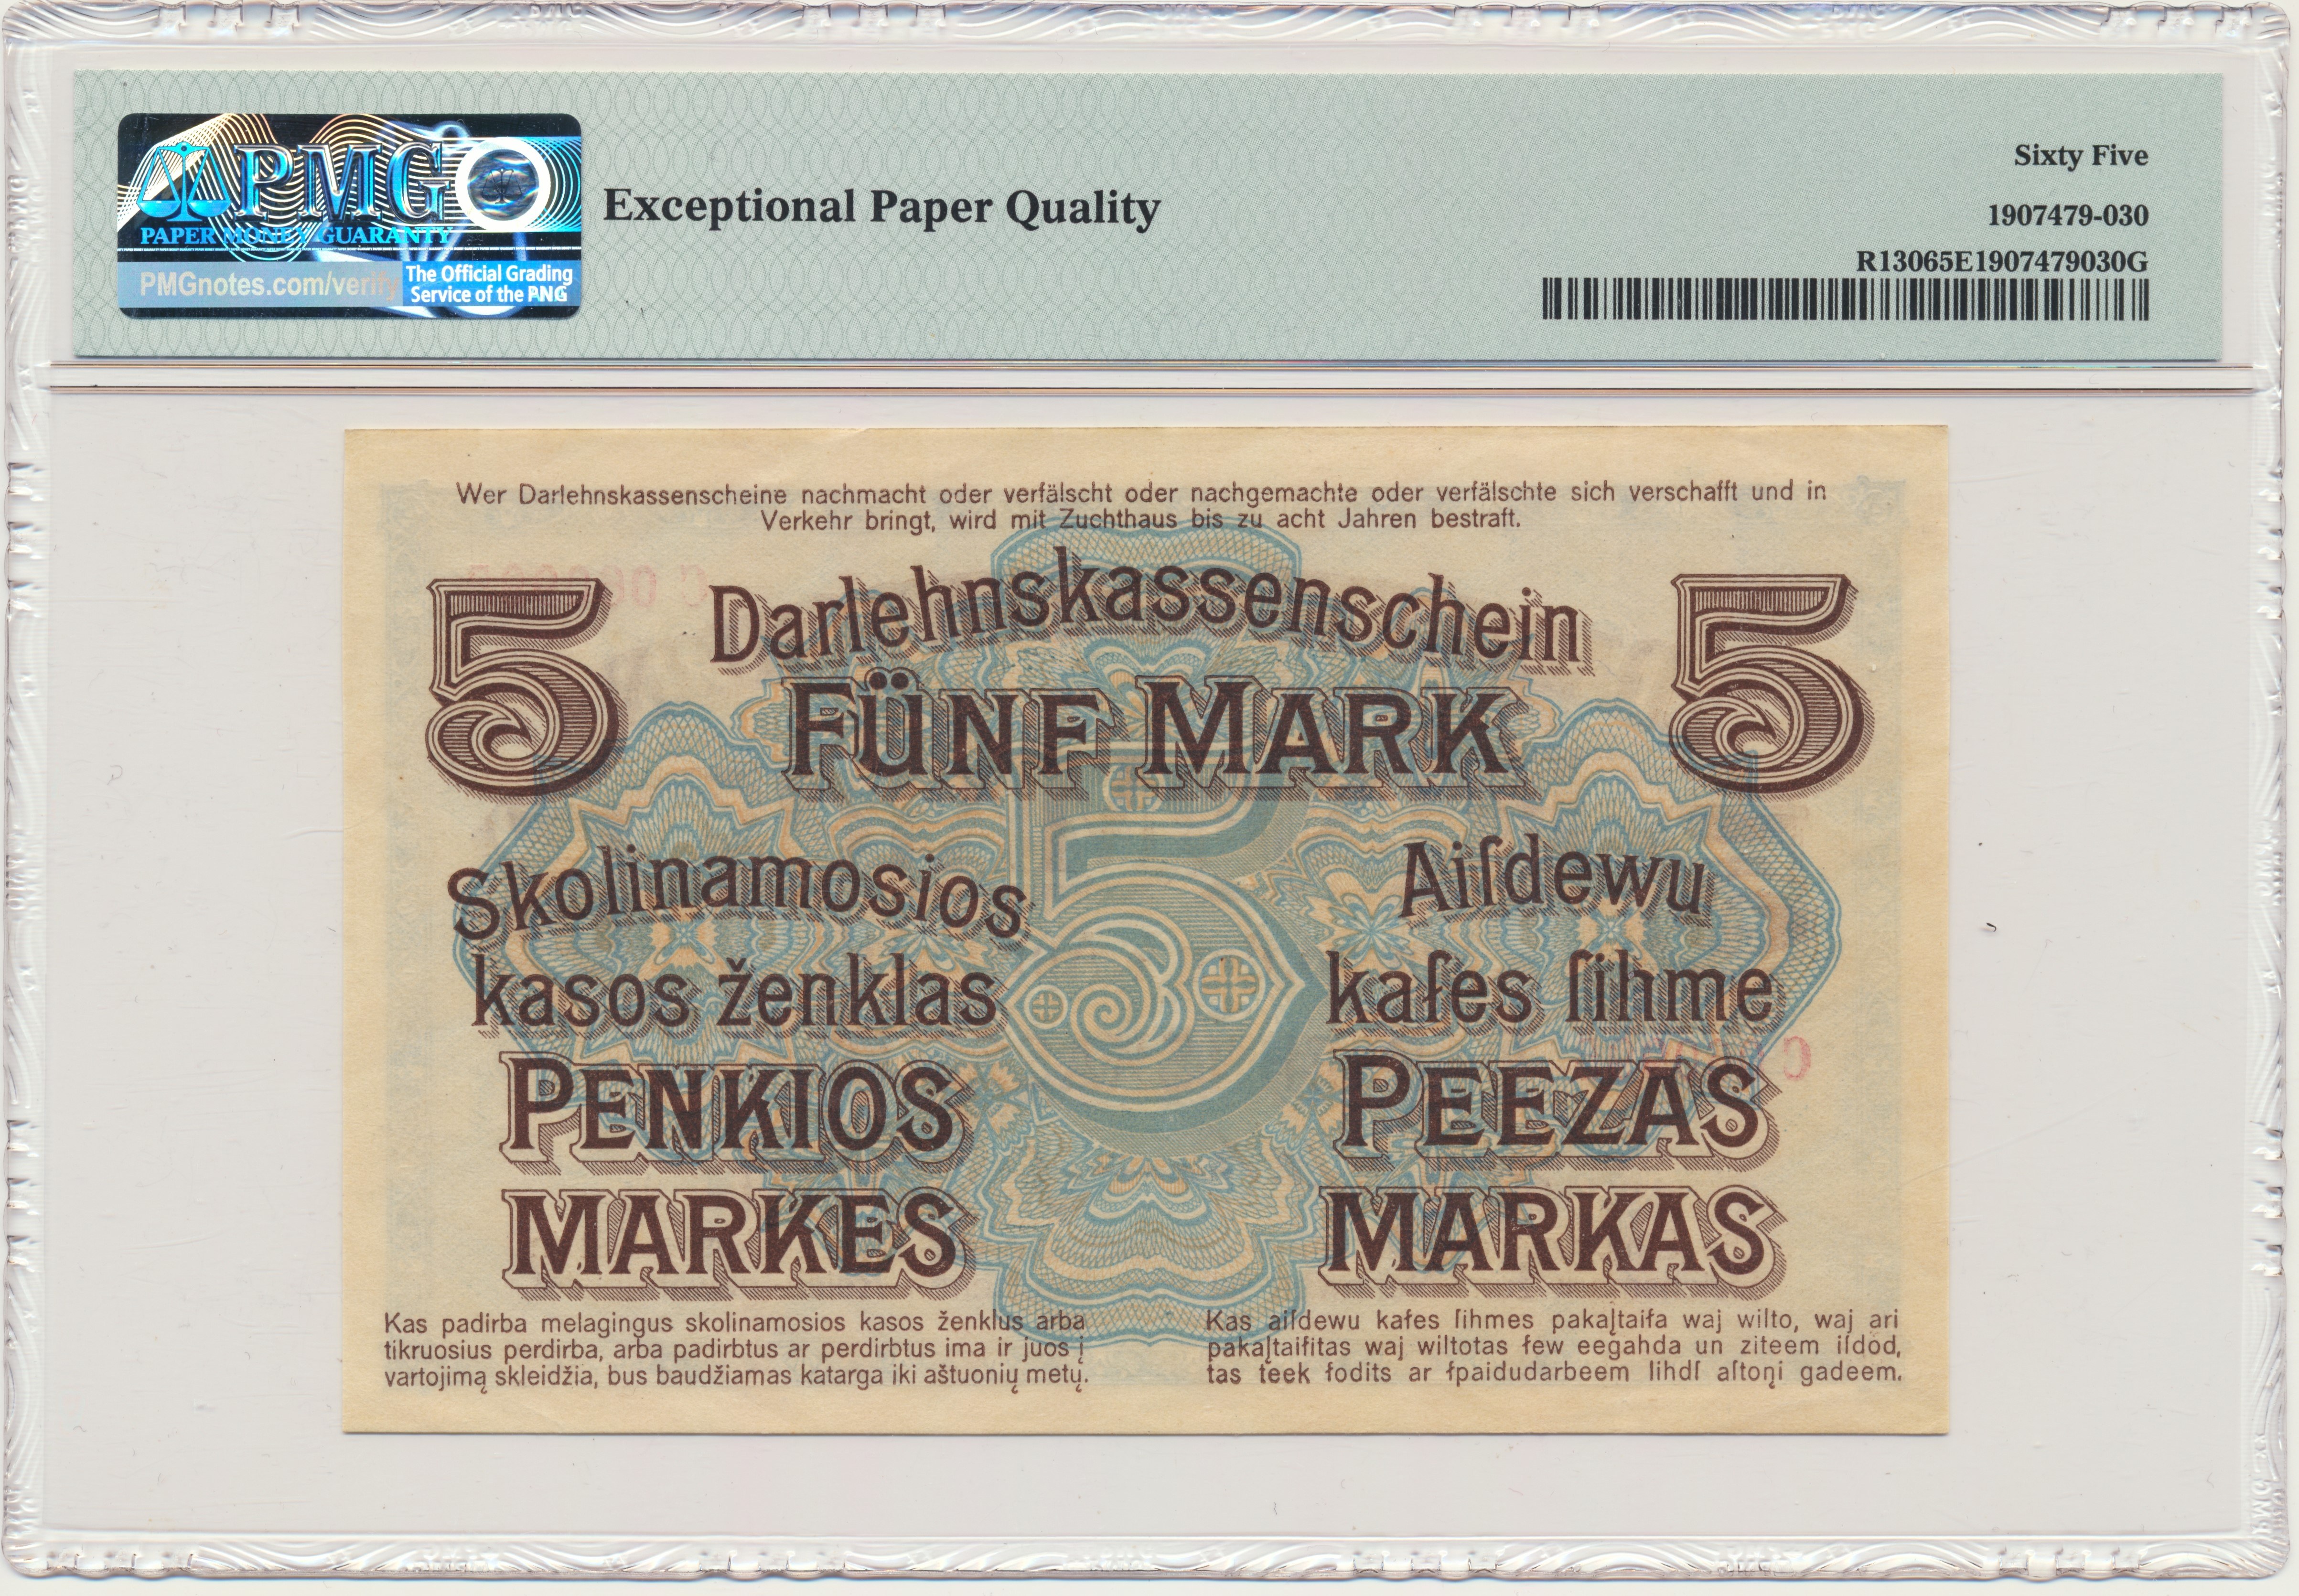 PMG
PAPER MONEY GUARANTY
PMGnotes.com/verify
The Official Grading
Service of the PNG
Exceptional Paper Quality
Sixty Five
1907479-030
R13065E1907479030G
Wer Darlehnskassenscheine nachmacht oder verfälscht oder nachgemachte oder verfälschte sich verschafft und in
Verkehr bringt, wird mit Zuchthaus bis zu acht Jahren bestraft.
5 Darlehnskassenschein 5
FÜNF MARK
5
Skolinamosios
kasos ženklas
PENKIOS
MARKES
Aiſdewu
kaſes ſihme
PEEZAS
MARKAS
Kas padirba melagingus skolinamosios kasos ženklus arba
tikruosius perdirba, arba padirbtus ar perdirbtus ima ir juos į
vartojimą skleidžia, bus baudžiamas katarga iki aštuonių metų.
Kas aiſdewu kaſes ſihmes pakaļtaiſa waj wilto, waj ari
pakaļtaiſitas waj wiltotas ſew eegahda un ziteem iſdod,
tas teek ſodits ar ſpaidudarbeem lihdſ aſtoņi gadeem.